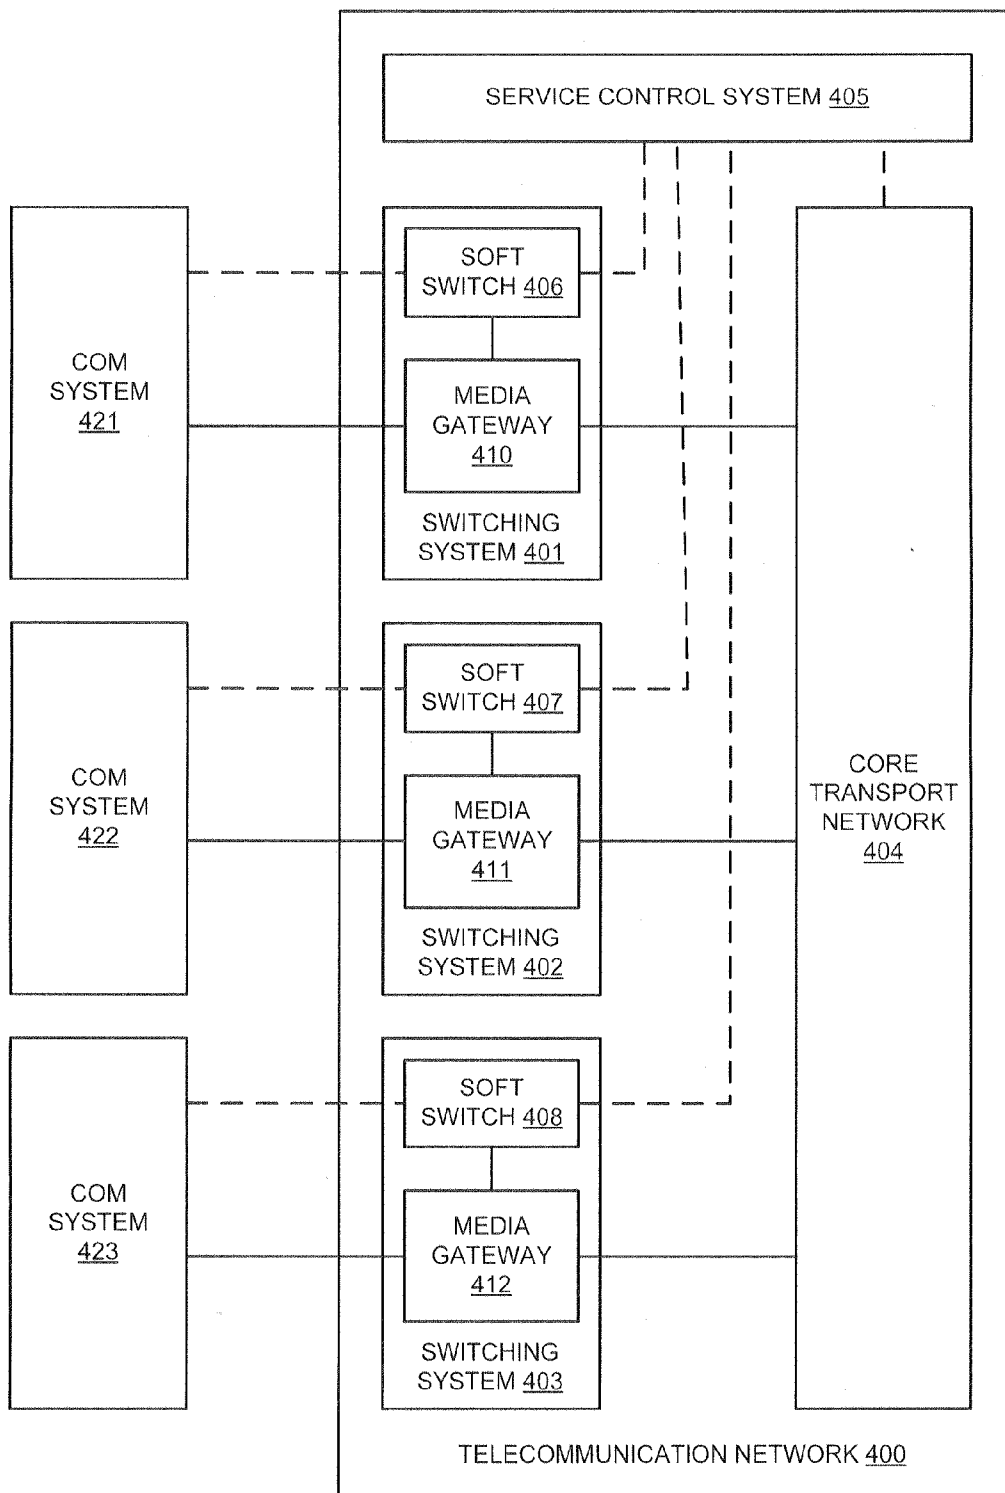 SERVICE CONTROL SYSTEM 405
SOFT
SWITCH 406
COM
SYSTEM
421
MEDIA
GATEWAY
410
SWITCHING
SYSTEM 401
SOFT
SWITCH 407
COM
SYSTEM
422
MEDIA
GATEWAY
411
SWITCHING
SYSTEM 402
CORE
TRANSPORT
NETWORK
404
SOFT
SWITCH 408
COM
SYSTEM
423
MEDIA
GATEWAY
412
SWITCHING
SYSTEM 403
TELECOMMUNICATION NETWORK 400